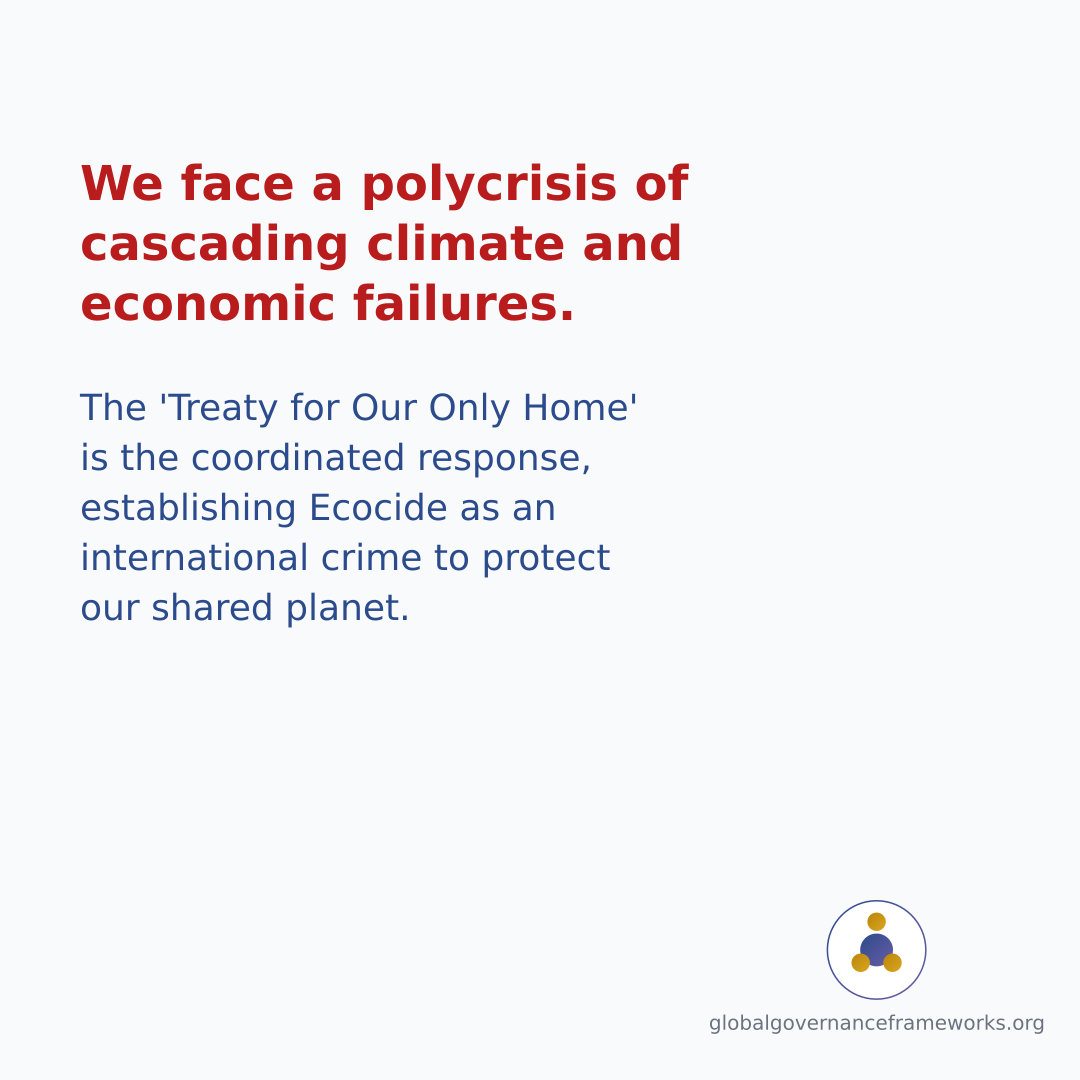 We face a polycrisis of
cascading climate and
economic failures.
The 'Treaty for Our Only Home'
is the coordinated response,
establishing Ecocide as an
international crime to protect
our shared planet.
globalgovernanceframeworks.org